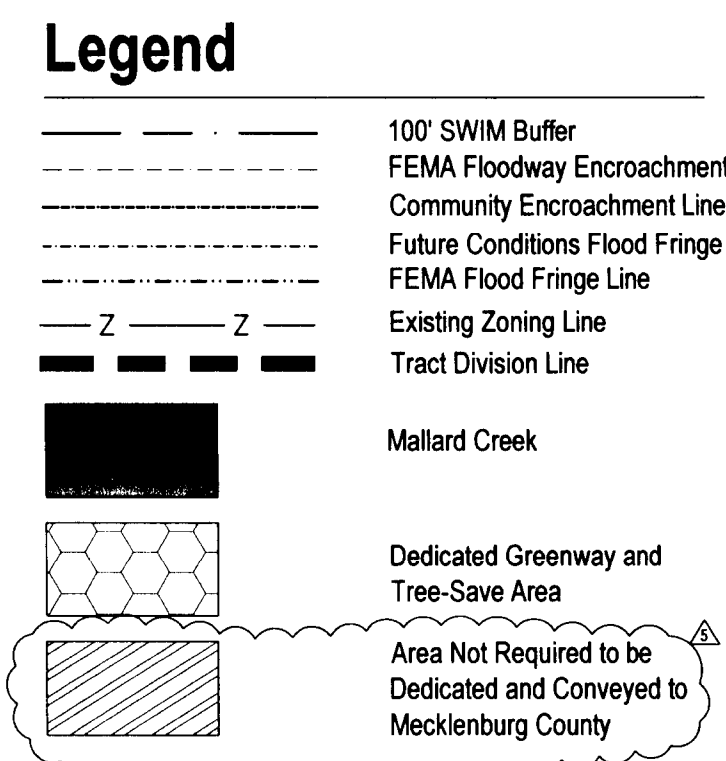 Legend
100' SWIM Buffer
FEMA Floodway Encroachment
Community Encroachment Line
Future Conditions Flood Fringe
FEMA Flood Fringe Line
Z Z Existing Zoning Line
Tract Division Line
Mallard Creek
Dedicated Greenway and
Tree-Save Area
5
Area Not Required to be
Dedicated and Conveyed to
Mecklenburg County